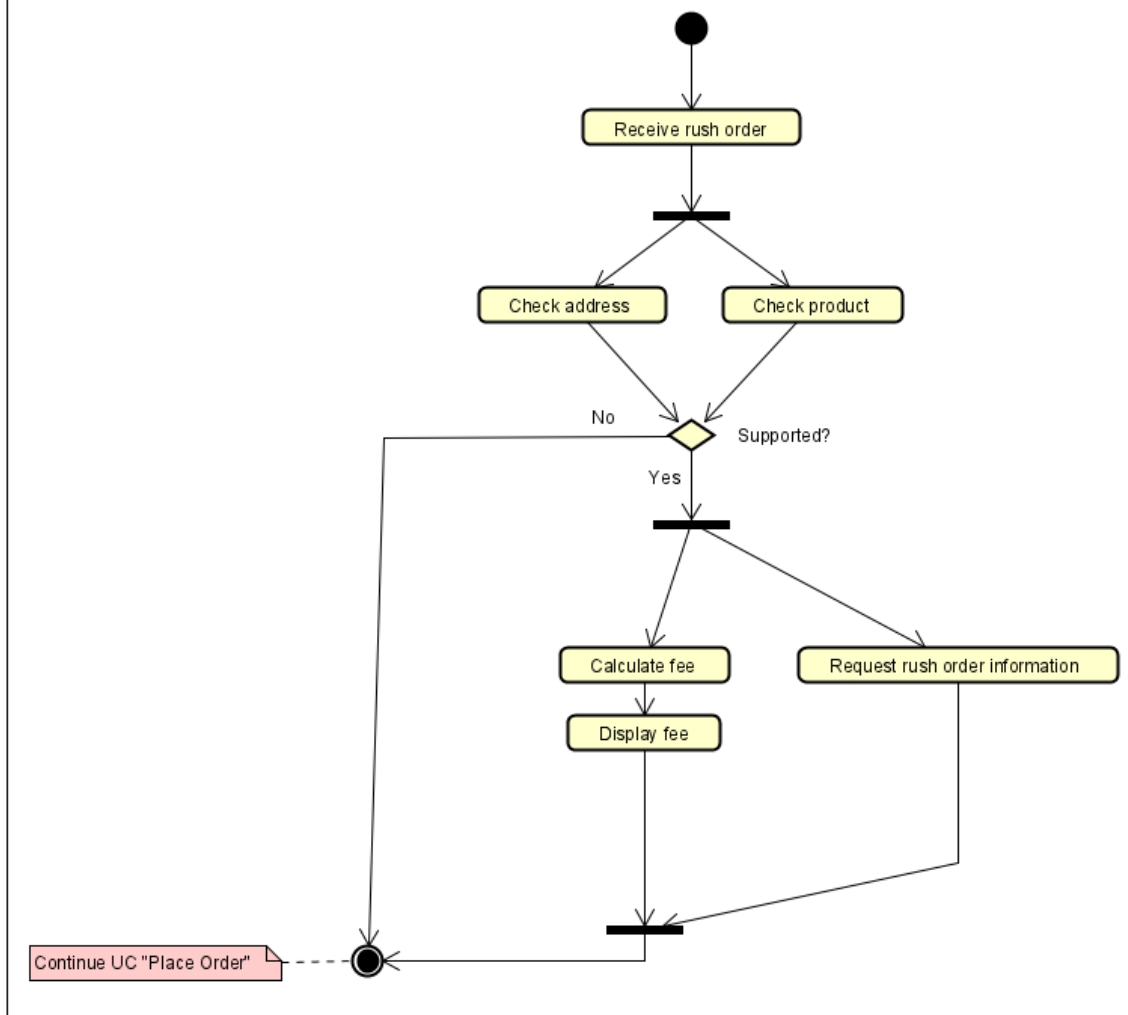 Receive rush order
Check address
Check product
No
Supported?
Yes
Calculate fee
Request rush order information
Display fee
Continue UC "Place Order"